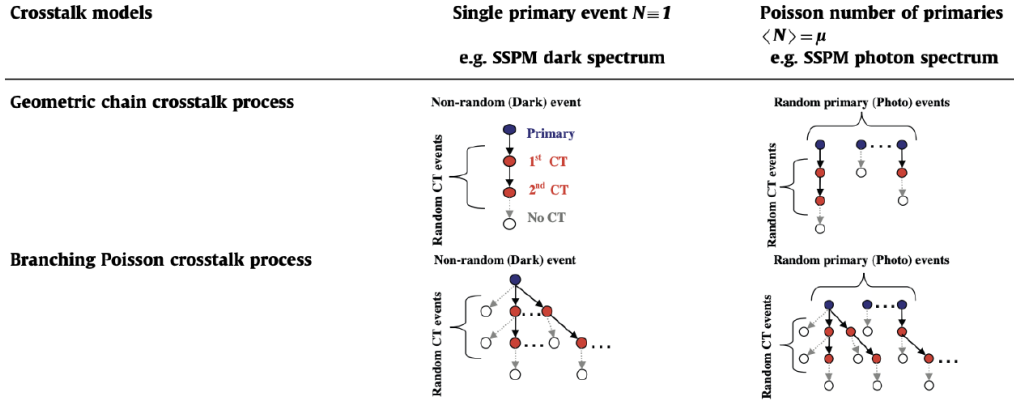 Crosstalk models
Single primary event N≡1
e.g. SSPM dark spectrum
Poisson number of primaries
⟨N⟩ = μ
e.g. SSPM photon spectrum
Geometric chain crosstalk process
Non-random (Dark) event
Random CT events
Primary
1st CT
2nd CT
No CT
Random primary (Photo) events
...
Random CT events
Branching Poisson crosstalk process
Non-random (Dark) event
Random CT events
...
... ...
Random primary (Photo) events
...
Random CT events
...